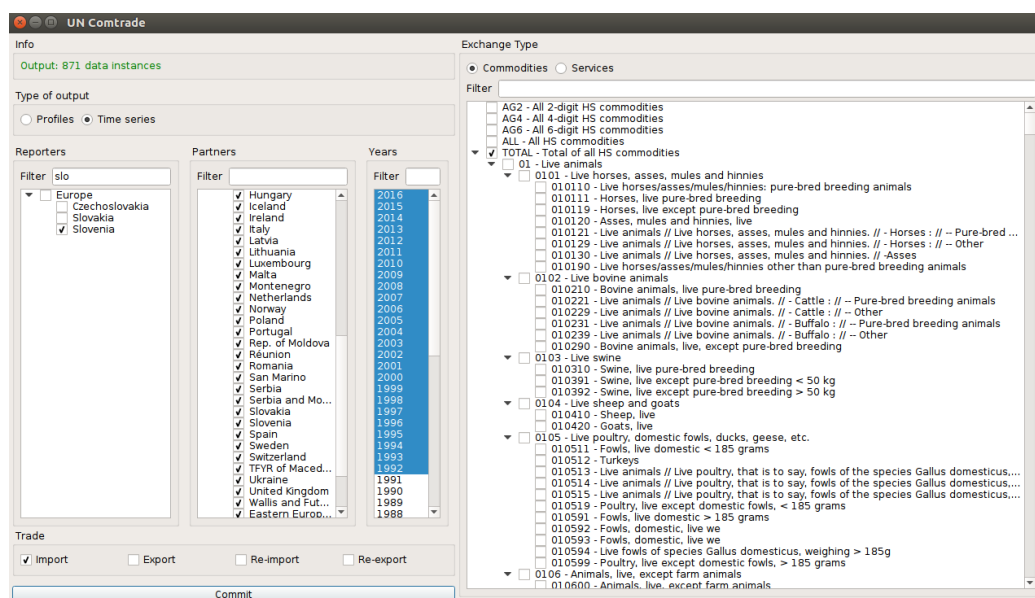 UN Comtrade
Info
Output: 871 data instances
Type of output
Profiles
Time series
Reporters
Filter
slo
Europe
Czechoslovakia
Slovakia
Slovenia
Partners
Filter
Hungary
Iceland
Ireland
Italy
Latvia
Lithuania
Luxembourg
Malta
Montenegro
Netherlands
Norway
Poland
Portugal
Rep. of Moldova
Réunion
Romania
San Marino
Serbia
Serbia and Mo...
Slovakia
Slovenia
Spain
Sweden
Switzerland
TFYR of Maced...
Ukraine
United Kingdom
Wallis and Fut...
Eastern Europ...
Years
Filter
2016
2015
2014
2013
2012
2011
2010
2009
2008
2007
2006
2005
2004
2003
2002
2001
2000
1999
1998
1997
1996
1995
1994
1993
1992
1991
1990
1989
1988
Trade
Import
Export
Re-import
Re-export
Commit
Exchange Type
Commodities
Services
Filter
AG2 - All 2-digit HS commodities
AG4 - All 4-digit HS commodities
AG6 - All 6-digit HS commodities
ALL - All HS commodities
TOTAL - Total of all HS commodities
01 - Live animals
0101 - Live horses, asses, mules and hinnies
010110 - Live horses/asses/mules/hinnies: pure-bred breeding animals
010111 - Horses, live pure-bred breeding
010119 - Horses, live except pure-bred breeding
010120 - Asses, mules and hinnies, live
010121 - Live animals // Live horses, asses, mules and hinnies. // - Horses : // -- Pure-bred ...
010129 - Live animals // Live horses, asses, mules and hinnies. // - Horses : // -- Other
010130 - Live animals // Live horses, asses, mules and hinnies. // -Asses
010190 - Live horses/asses/mules/hinnies other than pure-bred breeding animals
0102 - Live bovine animals
010210 - Bovine animals, live pure-bred breeding
010221 - Live animals // Live bovine animals. // - Cattle : // -- Pure-bred breeding animals
010229 - Live animals // Live bovine animals. // - Cattle : // -- Other
010231 - Live animals // Live bovine animals. // - Buffalo : // -- Pure-bred breeding animals
010239 - Live animals // Live bovine animals. // - Buffalo : // -- Other
010290 - Bovine animals, live, except pure-bred breeding
0103 - Live swine
010310 - Swine, live pure-bred breeding
010391 - Swine, live except pure-bred breeding < 50 kg
010392 - Swine, live except pure-bred breeding > 50 kg
0104 - Live sheep and goats
010410 - Sheep, live
010420 - Goats, live
0105 - Live poultry, domestic fowls, ducks, geese, etc.
010511 - Fowls, live domestic < 185 grams
010512 - Turkeys
010513 - Live animals // Live poultry, that is to say, fowls of the species Gallus domesticus,...
010514 - Live animals // Live poultry, that is to say, fowls of the species Gallus domesticus,...
010515 - Live animals // Live poultry, that is to say, fowls of the species Gallus domesticus,...
010519 - Poultry, live except domestic fowls, < 185 grams
010591 - Fowls, live domestic > 185 grams
010592 - Fowls, domestic, live we
010593 - Fowls, domestic, live we
010594 - Live fowls of species Gallus domesticus, weighing > 185g
010599 - Poultry, live except domestic fowls, > 185 grams
0106 - Animals, live, except farm animals
010600 - Animals, live, except farm animals